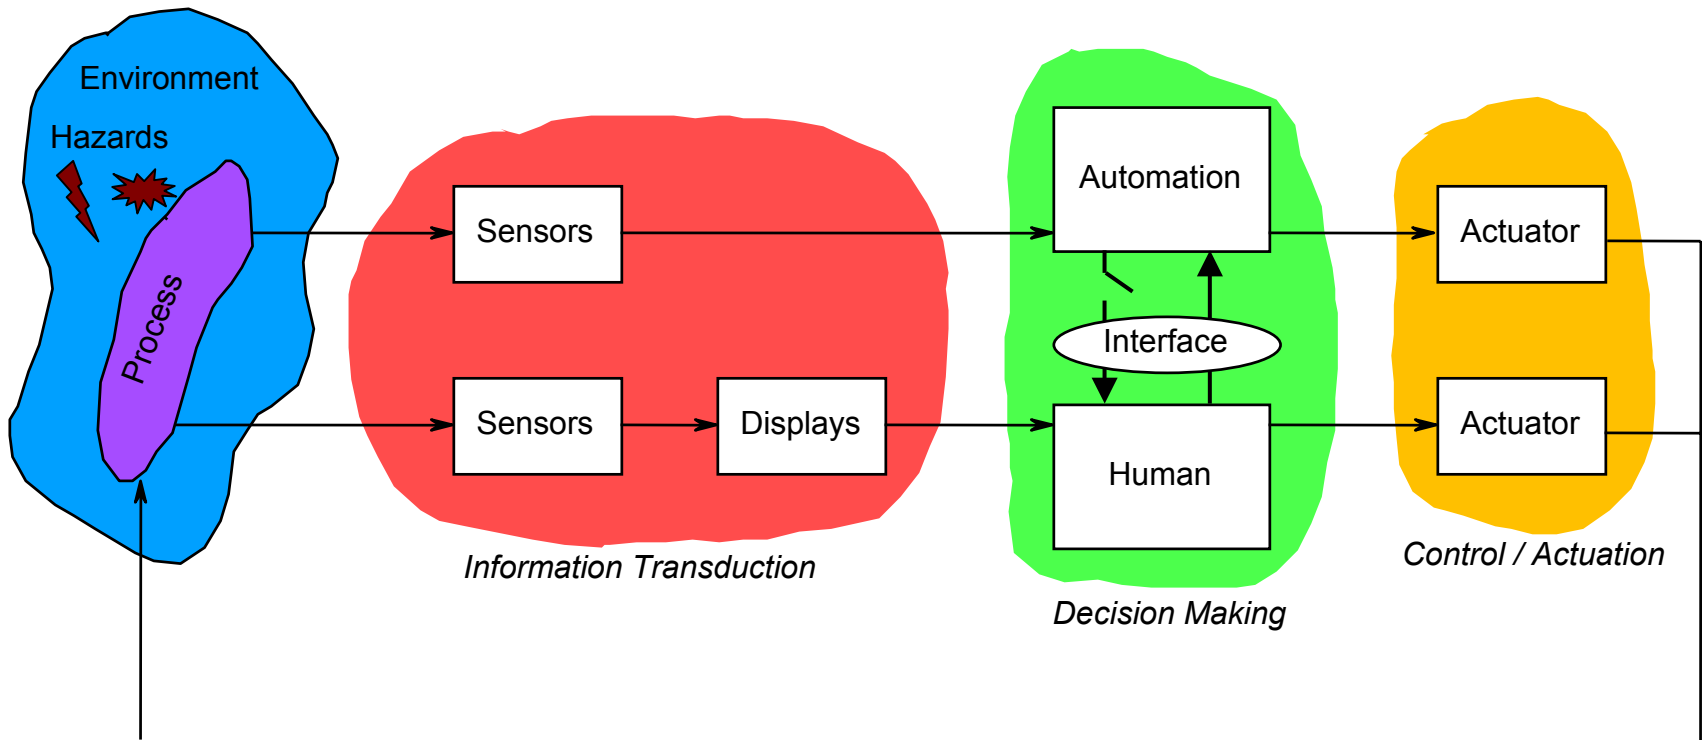 Environment
Hazards
Process
Sensors
Automation
Actuator
Interface
Sensors
Displays
Human
Actuator
Information Transduction
Decision Making
Control / Actuation